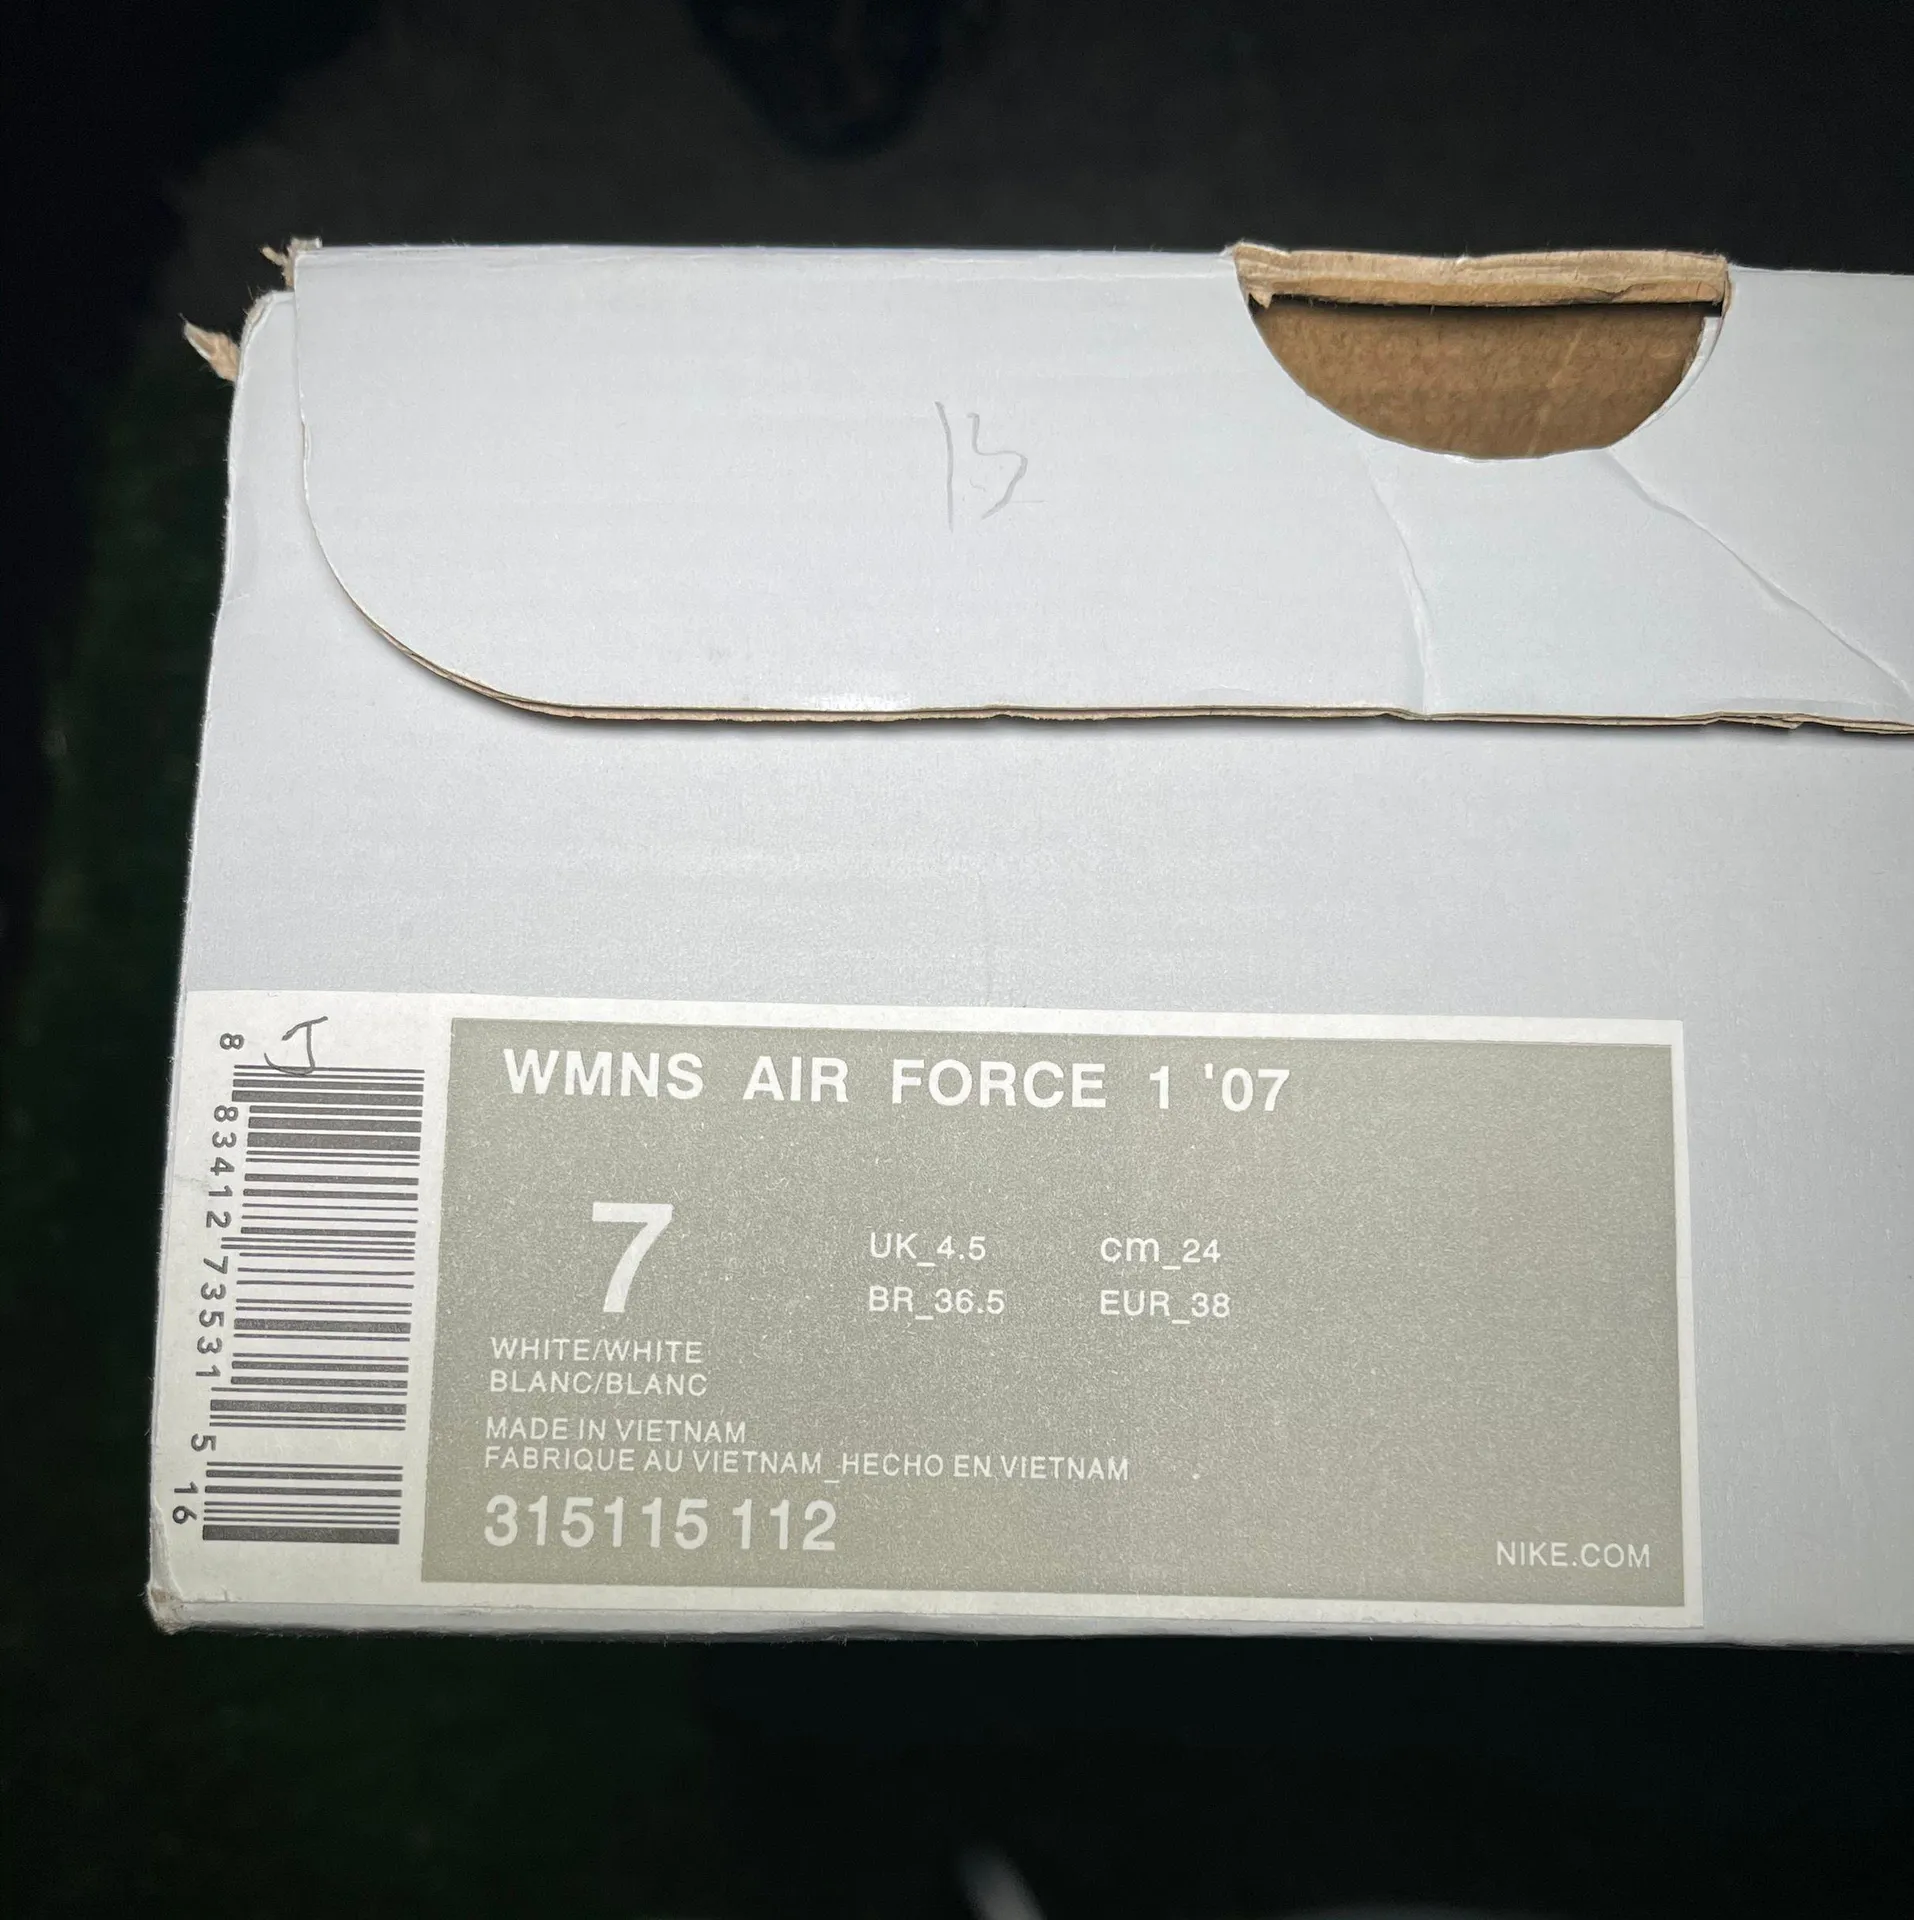 13
J
WMNS AIR FORCE 1 '07
7
UK_4.5 cm_24
BR_36.5 EUR_38
WHITE/WHITE
BLANC/BLANC
MADE IN VIETNAM
FABRIQUE AU VIETNAM_HECHO EN VIETNAM
315115 112
NIKE.COM
8 83412 73531 5 16